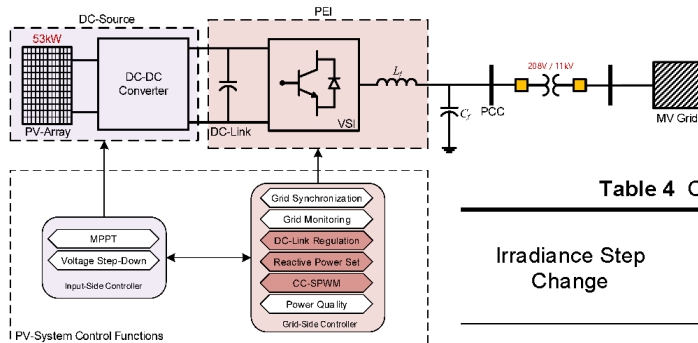 DC-Source
PEI
53kW
DC-DC
Converter
PV-Array
DC-Link
VSI
Lf
Cf
PCC
208V / 11kV
MV Grid
Grid Synchronization
Grid Monitoring
DC-Link Regulation
Reactive Power Set
CC-SPWM
Power Quality
Grid-Side Controller
MPPT
Voltage Step-Down
Input-Side Controller
PV-System Control Functions
Table 4
Irradiance Step
Change